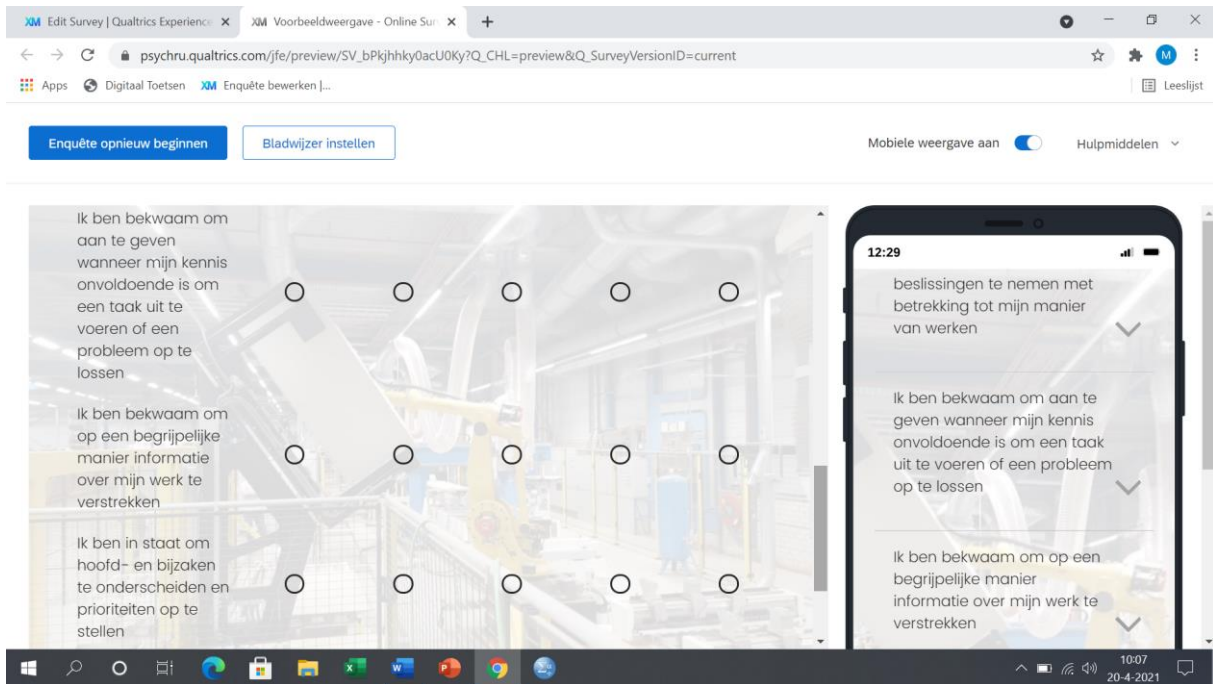 XM Edit Survey | Qualtrics Experience
XM Voorbeeldweergave - Online Sur
psychru.qualtrics.com/jfe/preview/SV_bPkjhhky0acU0Ky?Q_CHL=preview&Q_SurveyVersionID=current
M
Apps Digitaal Toetsen XM Enquête bewerken |... Leeslijst
Enquête opnieuw beginnen Bladwijzer instellen Mobiele weergave aan Hulpmiddelen
Ik ben bekwaam om
aan te geven
wanneer mijn kennis
onvoldoende is om
een taak uit te
voeren of een
probleem op te
lossen
Ik ben bekwaam om
op een begrijpelijke
manier informatie
over mijn werk te
verstrekken
Ik ben in staat om
hoofd- en bijzaken
te onderscheiden en
prioriteiten op te
stellen
12:29
beslissingen te nemen met
betrekking tot mijn manier
van werken
Ik ben bekwaam om aan te
geven wanneer mijn kennis
onvoldoende is om een taak
uit te voeren of een probleem
op te lossen
Ik ben bekwaam om op een
begrijpelijke manier
informatie over mijn werk te
verstrekken
10:07
20-4-2021